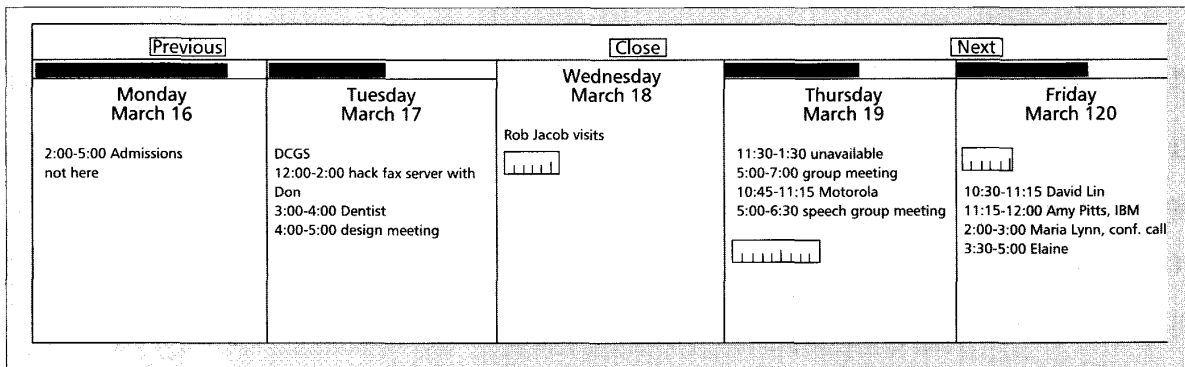 Previous
Close
Next
Monday
March 16
2:00-5:00 Admissions
not here
Tuesday
March 17
DCGS
12:00-2:00 hack fax server with
Don
3:00-4:00 Dentist
4:00-5:00 design meeting
Wednesday
March 18
Rob Jacob visits
Thursday
March 19
11:30-1:30 unavailable
5:00-7:00 group meeting
10:45-11:15 Motorola
5:00-6:30 speech group meeting
Friday
March 120
10:30-11:15 David Lin
11:15-12:00 Amy Pitts, IBM
2:00-3:00 Maria Lynn, conf. call
3:30-5:00 Elaine